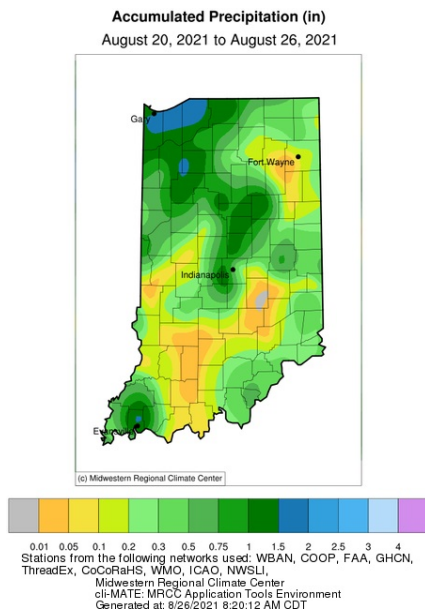 Accumulated Precipitation (in)
August 20, 2021 to August 26, 2021
Gary
Fort Wayne
Indianapolis
Evansville
(c) Midwestern Regional Climate Center
0.01 0.05 0.1 0.2 0.3 0.5 0.75 1 1.5 2 2.5 3 4
Stations from the following networks used: WBAN, COOP, FAA, GHCN,
ThreadEx, CoCoRaHS, WMO, ICAO, NWSLI,
Midwestern Regional Climate Center
cli-MATE: MRCC Application Tools Environment
Generated at: 8/26/2021 8:20:12 AM CDT